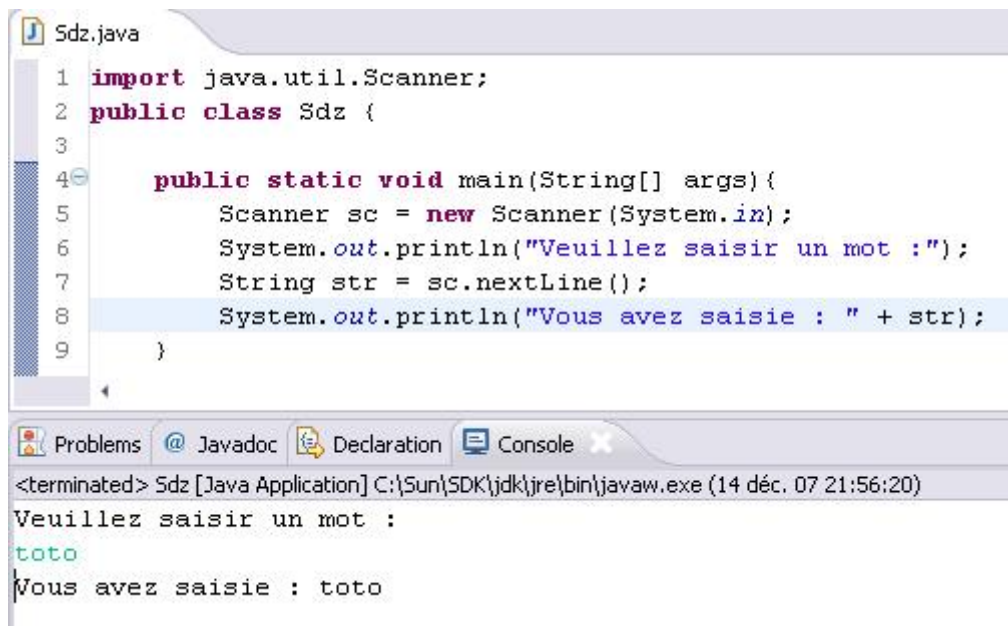 Sdz.java
1 import java.util.Scanner;
2 public class Sdz {
3
4 public static void main(String[] args){
5 Scanner sc = new Scanner(System.in);
6 System.out.println("Veuillez saisir un mot :");
7 String str = sc.nextLine();
8 System.out.println("Vous avez saisie : " + str);
9 }
Problems @ Javadoc Declaration Console
<terminated> Sdz [Java Application] C:\Sun\SDK\jdk\jre\bin\javaw.exe (14 déc. 07 21:56:20)
Veuillez saisir un mot :
toto
Vous avez saisie : toto